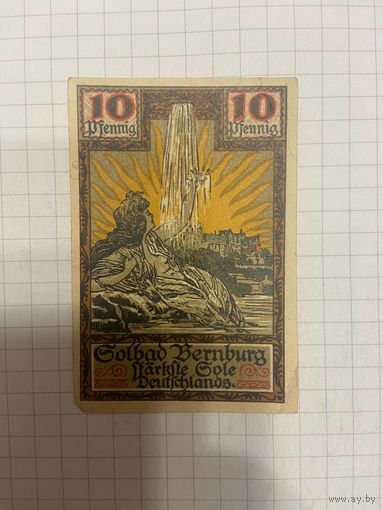 10 10
Pfennig Pfennig
Solbad Bernburg
stärkste Sole
Deutschlands.
www.ay.by